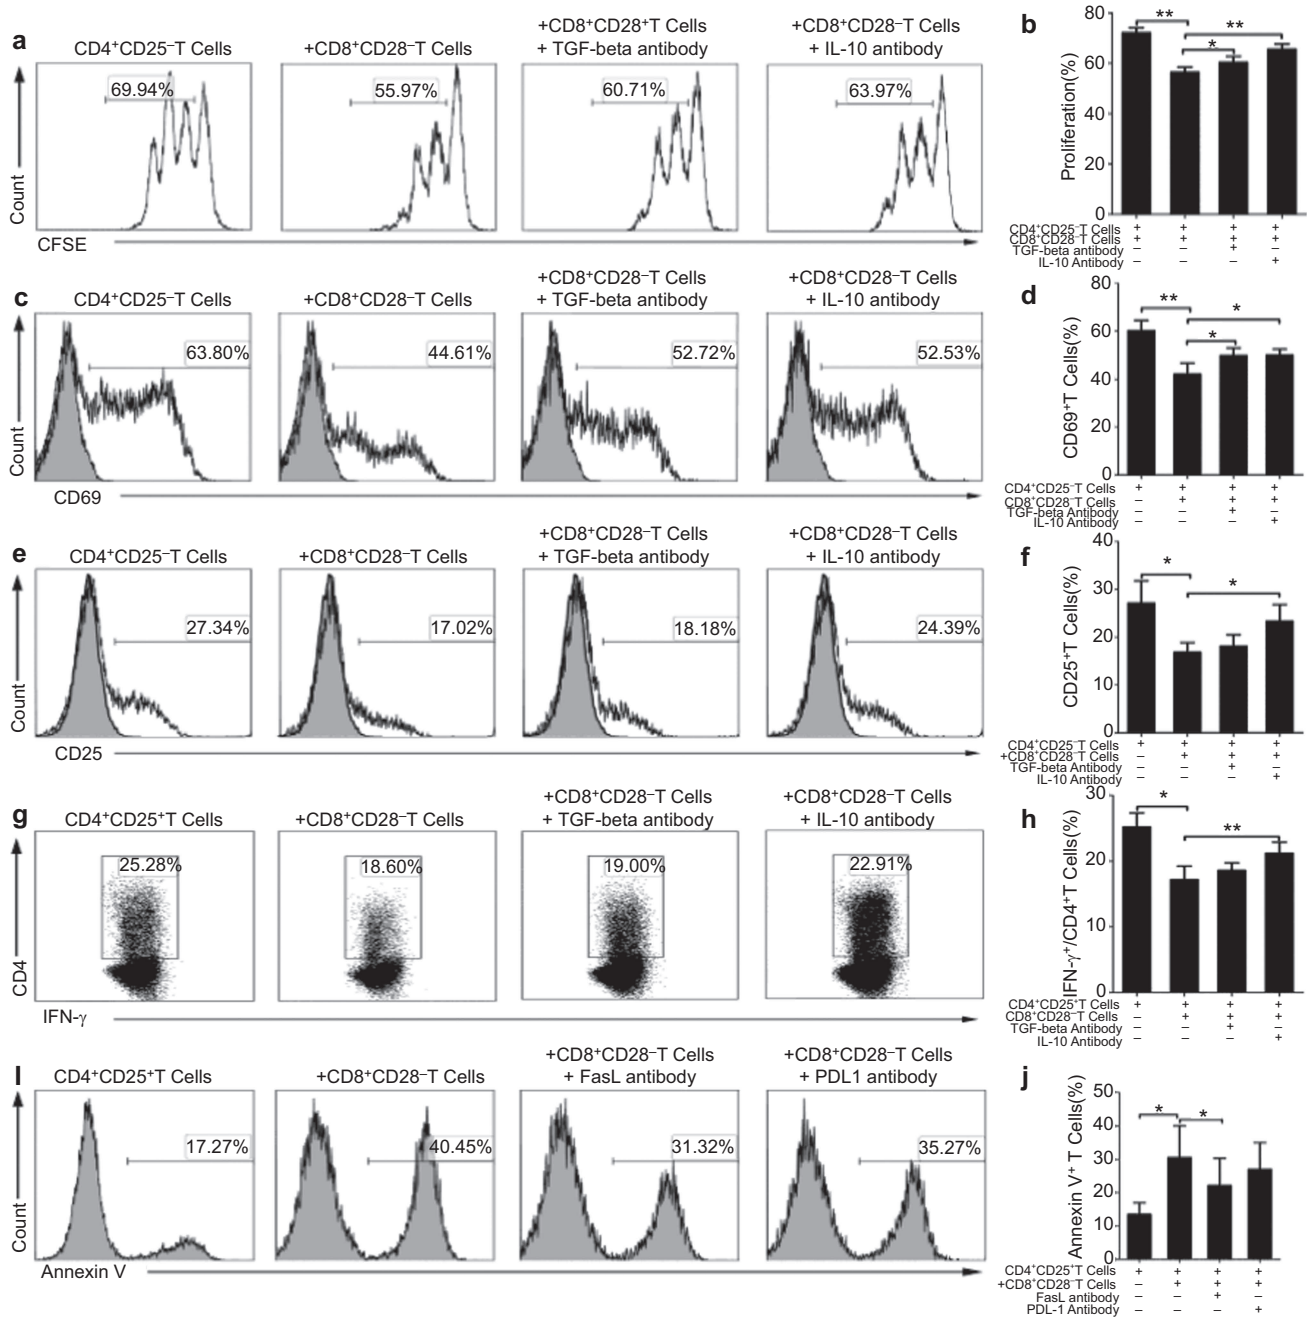 a
CD4⁺CD25⁻T Cells
+CD8⁺CD28⁻T Cells
+CD8⁺CD28⁺T Cells
+ TGF-beta antibody
+CD8⁺CD28⁻T Cells
+ IL-10 antibody
69.94%
55.97%
60.71%
63.97%
Count
CFSE
b
Proliferation(%)
80
60
40
20
0
** * **
CD4⁺CD25⁻T Cells + + + +
CD8⁺CD28⁻T Cells + + + +
TGF-beta antibody – – + –
IL-10 Antibody – – – +
c
CD4⁺CD25⁻T Cells
+CD8⁺CD28⁻T Cells
+CD8⁺CD28⁻T Cells
+ TGF-beta antibody
+CD8⁺CD28⁻T Cells
+ IL-10 antibody
63.80%
44.61%
52.72%
52.53%
Count
CD69
d
CD69⁺T Cells(%)
80
60
40
20
0
** * *
CD4⁺CD25⁻T Cells + + + +
CD8⁺CD28⁻T Cells – + + +
TGF-beta Antibody – – + –
IL-10 Antibody – – – +
e
CD4⁺CD25⁻T Cells
+CD8⁺CD28⁻T Cells
+CD8⁺CD28⁻T Cells
+ TGF-beta antibody
+CD8⁺CD28⁻T Cells
+ IL-10 antibody
27.34%
17.02%
18.18%
24.39%
Count
CD25
f
CD25⁺T Cells(%)
40
30
20
10
0
* *
CD4⁺CD25⁻T Cells + + + +
+CD8⁺CD28⁻T Cells – + + +
TGF-beta Antibody – – + –
IL-10 Antibody – – – +
g
CD4⁺CD25⁺T Cells
+CD8⁺CD28⁻T Cells
+CD8⁺CD28⁻T Cells
+ TGF-beta antibody
+CD8⁺CD28⁻T Cells
+ IL-10 antibody
25.28%
18.60%
19.00%
22.91%
CD4
IFN-γ
h
IFN-γ⁺/CD4⁺T Cells(%)
30
20
10
0
* **
CD4⁺CD25⁺T Cells + + + +
CD8⁺CD28⁻T Cells – + + +
TGF-beta Antibody – – + –
IL-10 Antibody – – – +
I
CD4⁺CD25⁺T Cells
+CD8⁺CD28⁻T Cells
+CD8⁺CD28⁻T Cells
+ FasL antibody
+CD8⁺CD28⁻T Cells
+ PDL1 antibody
17.27%
40.45%
31.32%
35.27%
Count
Annexin V
j
Annexin V⁺ T Cells(%)
50
40
30
20
10
0
* *
CD4⁺CD25⁺T Cells + + + +
+CD8⁺CD28⁻T Cells – + + +
FasL antibody – – + –
PDL-1 Antibody – – – +